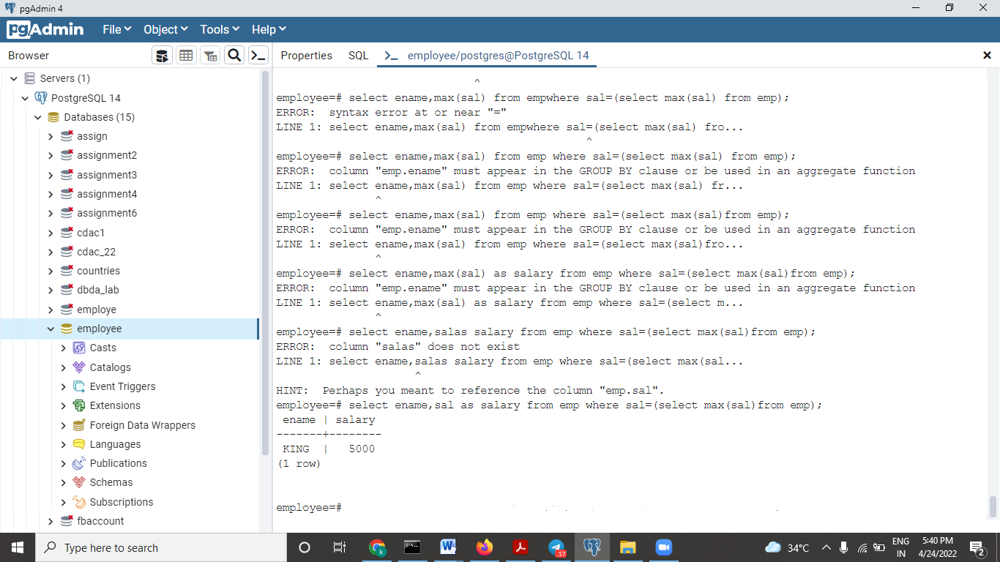 pgAdmin 4
pgAdmin File Object Tools Help
Browser
Properties SQL employee/postgres@PostgreSQL 14
Servers (1)
PostgreSQL 14
Databases (15)
assign
assignment2
assignment3
assignment4
assignment6
cdac1
cdac_22
countries
dbda_lab
employe
employee
Casts
Catalogs
Event Triggers
Extensions
Foreign Data Wrappers
Languages
Publications
Schemas
Subscriptions
fbaccount
^
employee=# select ename,max(sal) from empwhere sal=(select max(sal) from emp);
ERROR:  syntax error at or near "="
LINE 1: select ename,max(sal) from empwhere sal=(select max(sal) fro...
^
employee=# select ename,max(sal) from emp where sal=(select max(sal) from emp);
ERROR:  column "emp.ename" must appear in the GROUP BY clause or be used in an aggregate function
LINE 1: select ename,max(sal) from emp where sal=(select max(sal) fr...
^
employee=# select ename,max(sal) from emp where sal=(select max(sal)from emp);
ERROR:  column "emp.ename" must appear in the GROUP BY clause or be used in an aggregate function
LINE 1: select ename,max(sal) from emp where sal=(select max(sal)fro...
^
employee=# select ename,max(sal) as salary from emp where sal=(select max(sal)from emp);
ERROR:  column "emp.ename" must appear in the GROUP BY clause or be used in an aggregate function
LINE 1: select ename,max(sal) as salary from emp where sal=(select m...
^
employee=# select ename,salas salary from emp where sal=(select max(sal)from emp);
ERROR:  column "salas" does not exist
LINE 1: select ename,salas salary from emp where sal=(select max(sal...
^
HINT:  Perhaps you meant to reference the column "emp.sal".
employee=# select ename,sal as salary from emp where sal=(select max(sal)from emp);
ename | salary
-------+--------
KING  |   5000
(1 row)
employee=#
Type here to search
k
.57
34°C
ENG
IN
5:40 PM
4/24/2022
2